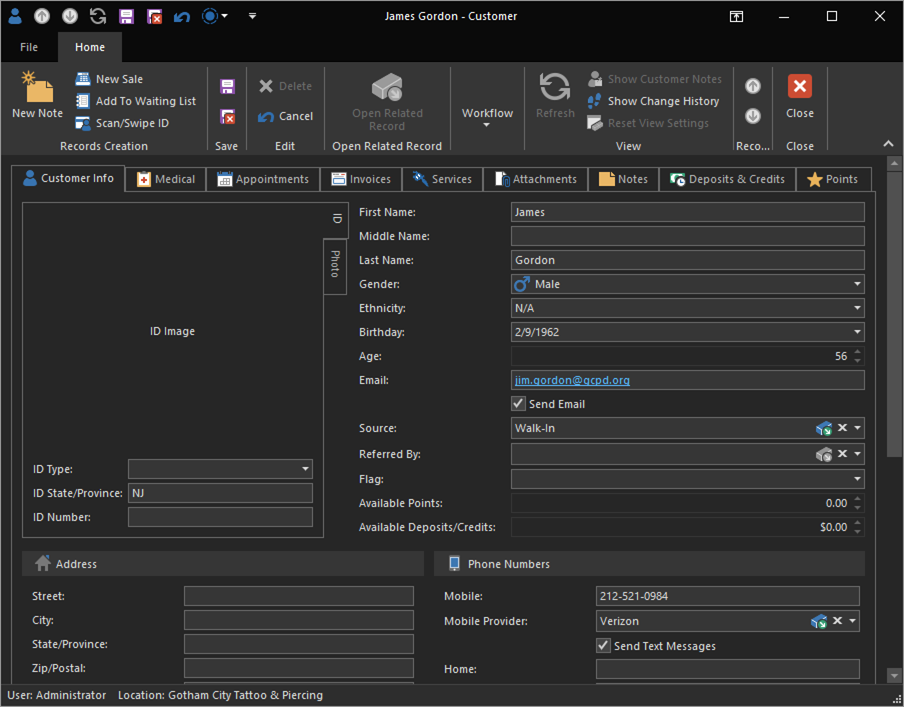 James Gordon - Customer
File Home
New Note
New Sale
Add To Waiting List
Scan/Swipe ID
Records Creation
Save
Delete
Cancel
Edit
Open Related
Record
Open Related Record
Workflow
Refresh
Show Customer Notes
Show Change History
Reset View Settings
View
Reco...
Close
Close
Customer Info Medical Appointments Invoices Services Attachments Notes Deposits & Credits Points
ID
Photo
ID Image
ID Type:
ID State/Province: NJ
ID Number:
First Name: James
Middle Name:
Last Name: Gordon
Gender: Male
Ethnicity: N/A
Birthday: 2/9/1962
Age: 56
Email: jim.gordon@gcpd.org
Send Email
Source: Walk-In
Referred By:
Flag:
Available Points: 0.00
Available Deposits/Credits: $0.00
Address
Street:
City:
State/Province:
Zip/Postal:
Phone Numbers
Mobile: 212-521-0984
Mobile Provider: Verizon
Send Text Messages
Home:
User: Administrator Location: Gotham City Tattoo & Piercing